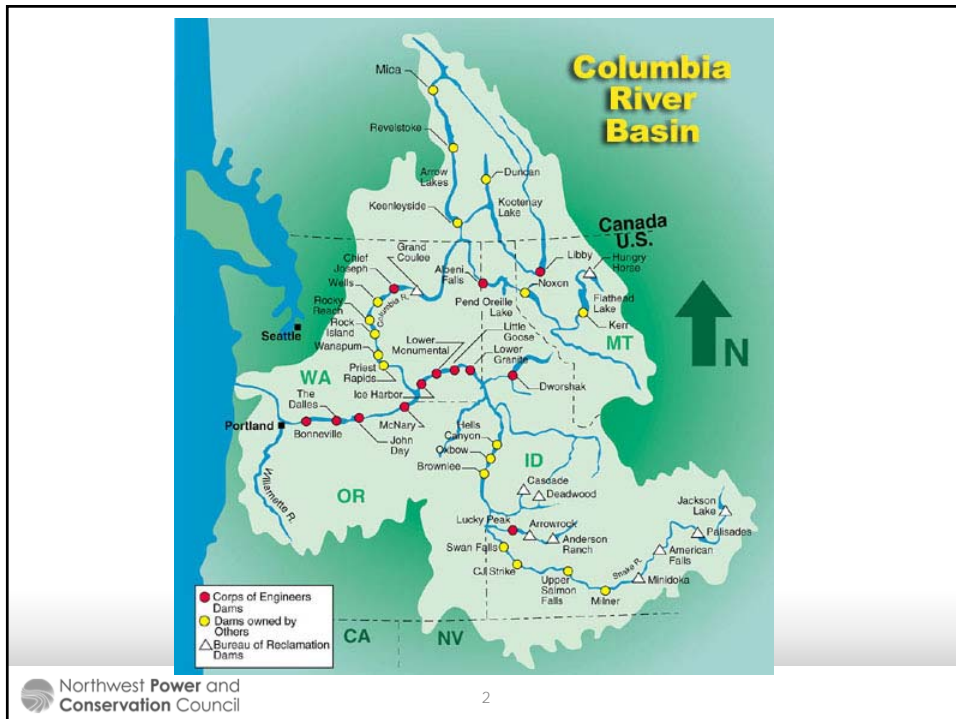 Columbia
River
Basin
Mica
Revelstoke
Arrow
Lakes
Duncan
Kootenay
Lake
Keenleyside
Canada
U.S.
Grand
Coulee
Chief
Joseph
Albeni
Falls
Libby
Hungry
Horse
Wells
Noxon
Columbia R.
Rocky
Reach
Pend Oreille
Lake
Flathead
Lake
Rock
Island
Little
Goose
Kerr
Seattle
Lower
Monumental
Wanapum
Lower
Granite
MT
N
Priest
Rapids
WA
Dworshak
Ice Harbor
The
Dalles
Portland
Bonneville
McNary
John
Day
Hells
Canyon
Oxbow
Brownlee
ID
Willamette R.
OR
Cascade
Deadwood
Jackson
Lake
Lucky Peak
Arrowrock
Anderson
Ranch
Palisades
Swan Falls
American
Falls
CJ Strike
Snake R.
Upper
Salmon
Falls
Minidoka
Milner
Corps of Engineers
Dams
Dams owned by
Others
Bureau of Reclamation
Dams
CA
NV
Northwest Power and
Conservation Council
2